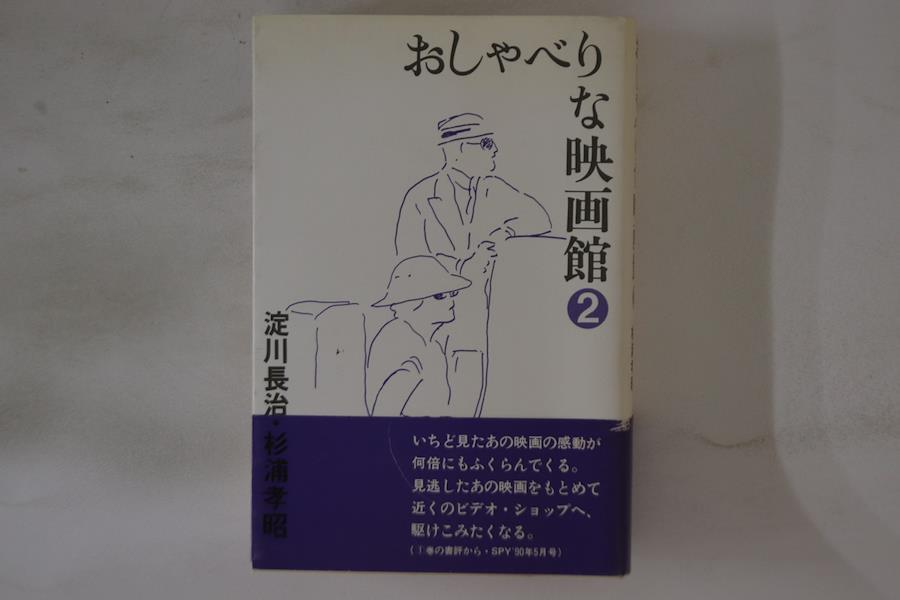 おしゃべりな映画館
2
淀川長治・杉浦孝昭
いちど見たあの映画の感動が
何倍にもふくらんでくる。
見逃したあの映画をもとめて
近くのビデオ・ショップへ、
駆けこみたくなる。
(①巻の書評から・SPY'90年5月号)